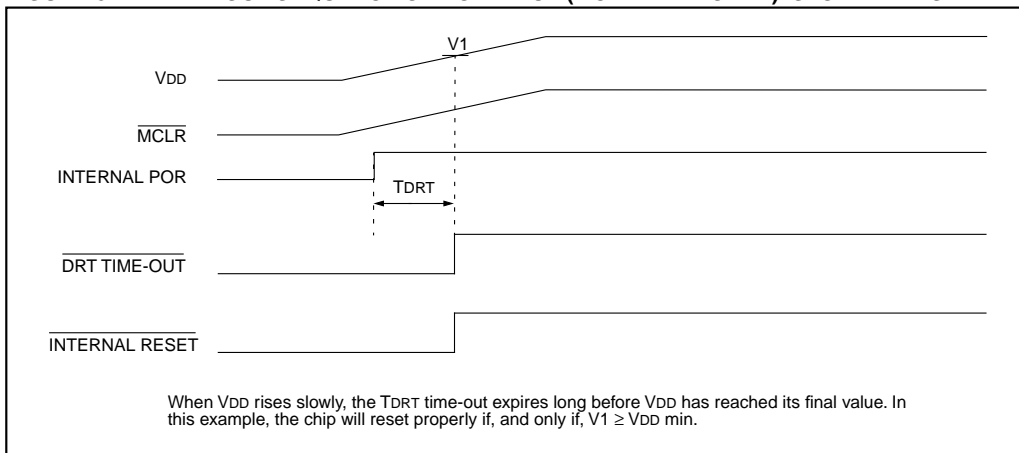 V1
VDD
MCLR
INTERNAL POR
TDRT
DRT TIME-OUT
INTERNAL RESET
When VDD rises slowly, the TDRT time-out expires long before VDD has reached its final value. In
this example, the chip will reset properly if, and only if, V1 ≥ VDD min.